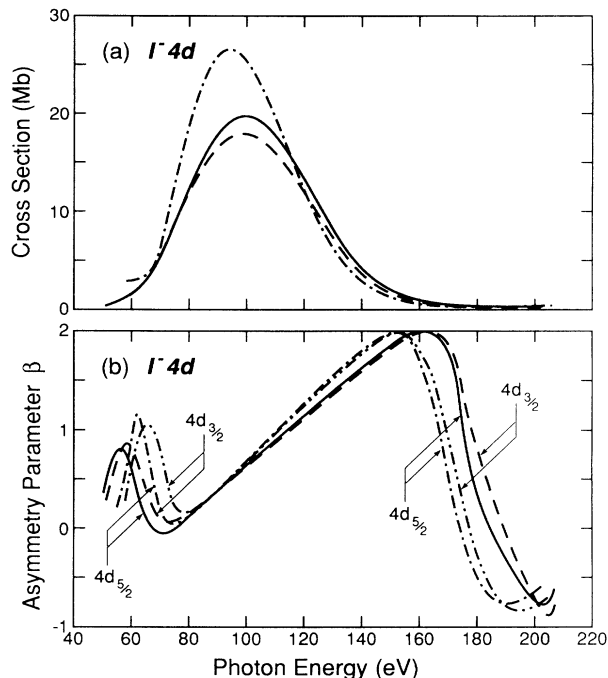 (a) I⁻ 4d
Cross Section (Mb)
30
20
10
0
(b) I⁻ 4d
Asymmetry Parameter β
2
1
0
-1
4d3/2
4d5/2
4d3/2
4d5/2
40 60 80 100 120 140 160 180 200 220
Photon Energy (eV)